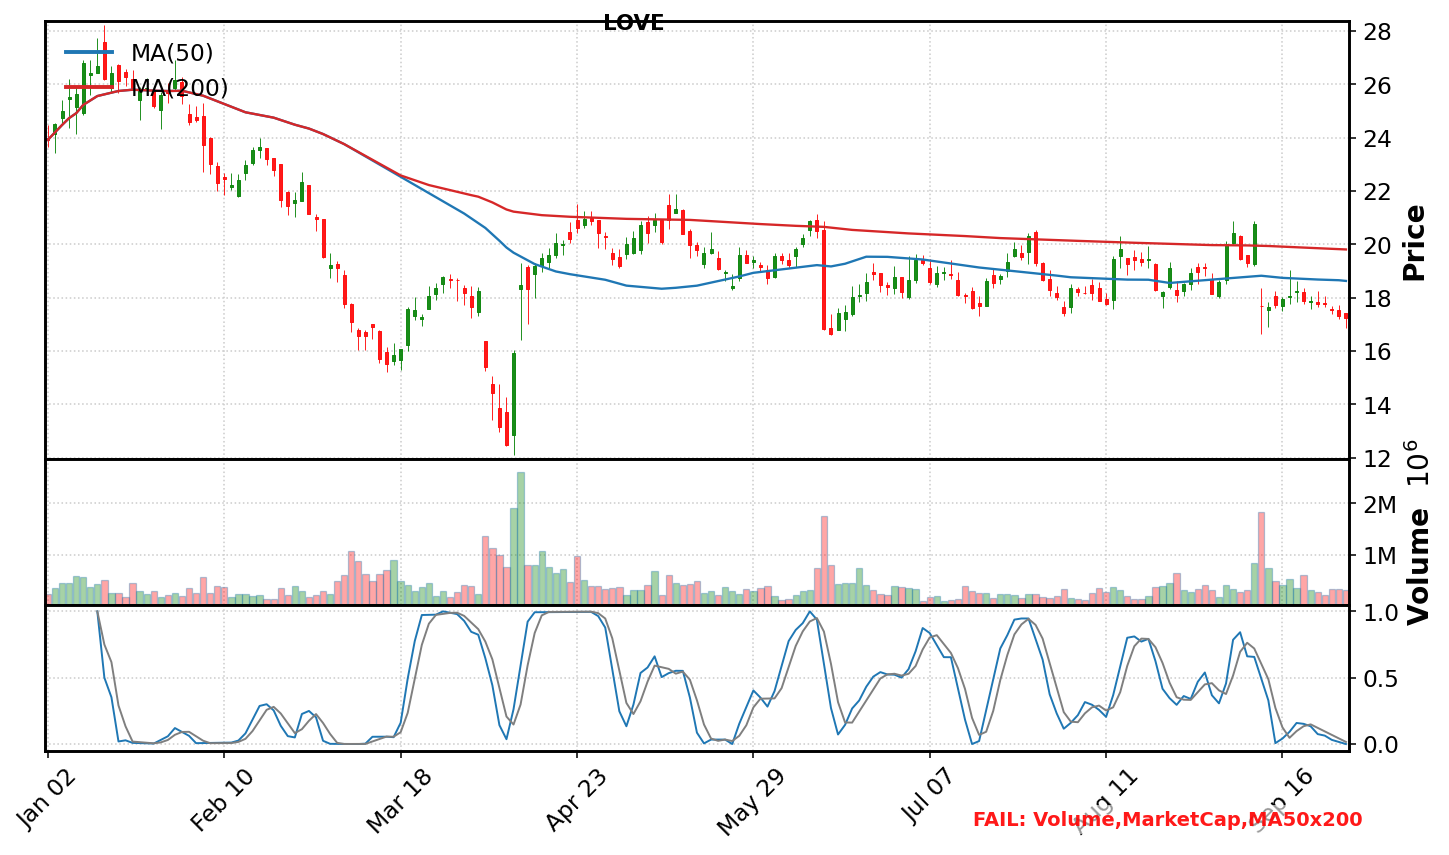 LOVE
MA(50)
MA(200)
28
26
24
22
20
18
16
14
12
Price
2M
1M
Volume 10⁶
1.0
0.5
0.0
Jan 02
Feb 10
Mar 18
Apr 23
May 29
Jul 07
Aug 11
Sep 16
FAIL: Volume,MarketCap,MA50x200